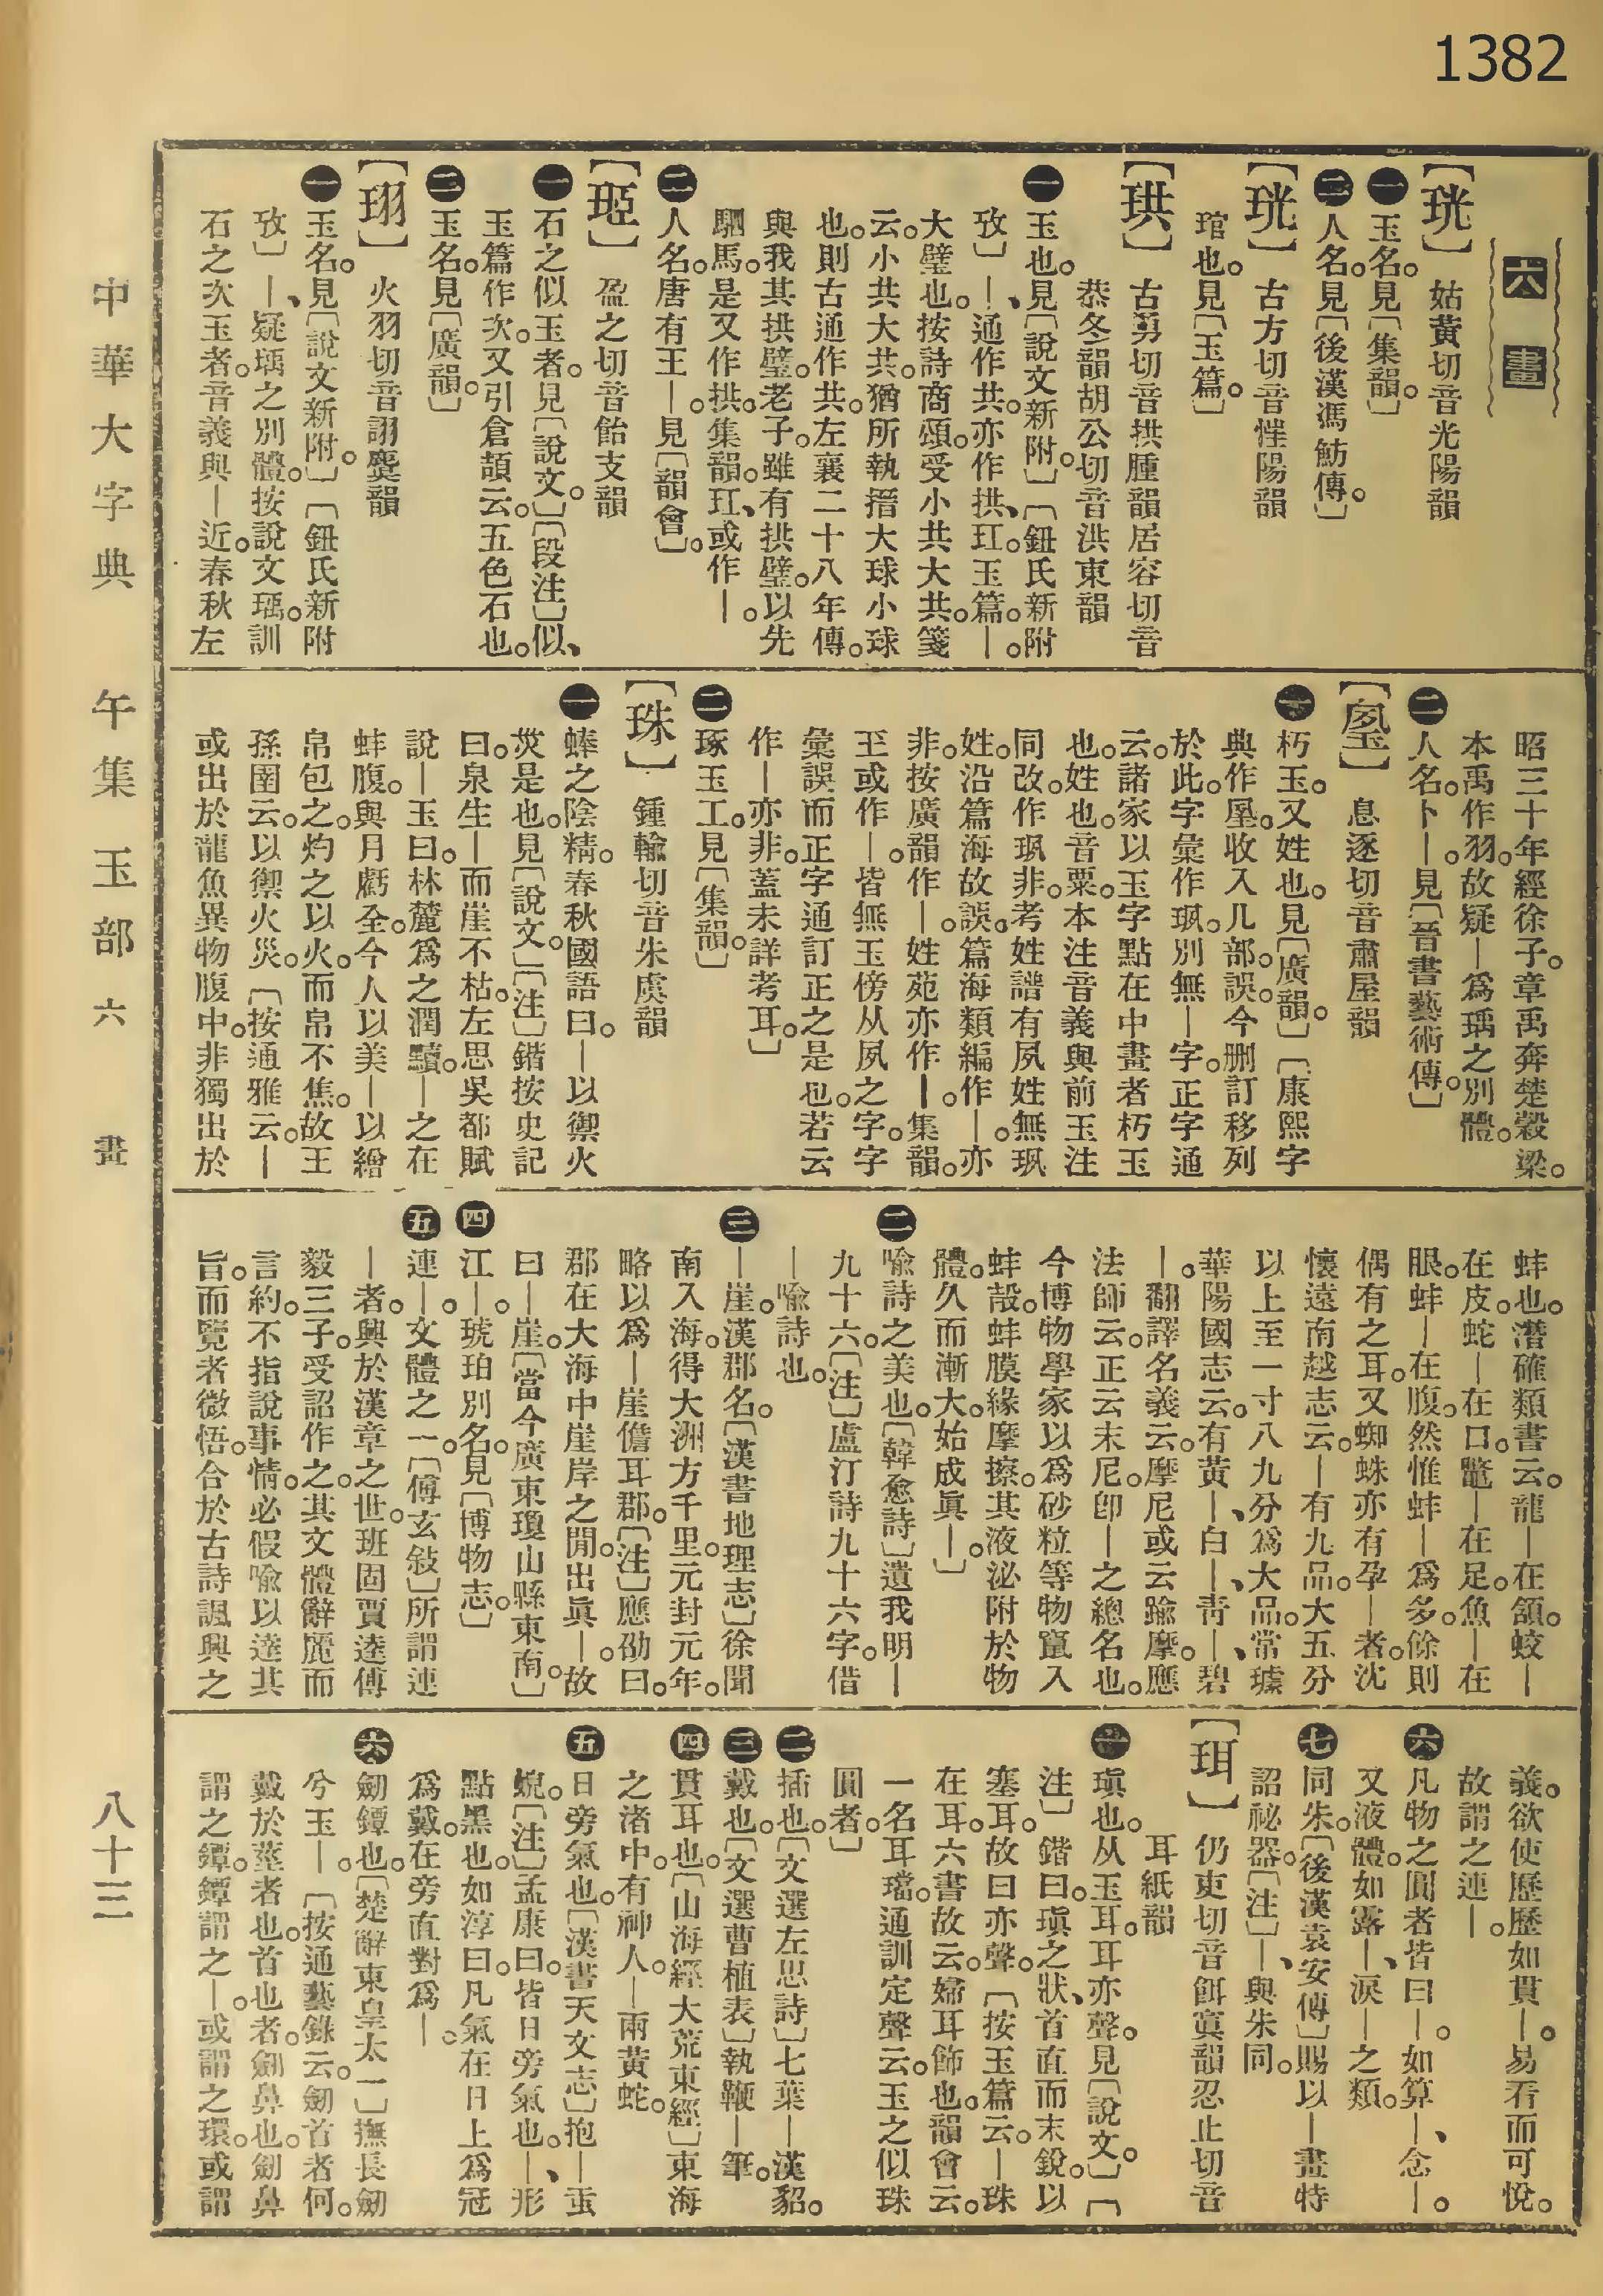 1382
六畫
【珖】姑黃切音光陽韻
㊀玉名。見〔集韻。〕
㊁人名。見〔後漢馮魴傳。〕
【珖】古方切音恇陽韻
琯也。見〔玉篇。〕
【珙】古勇切音拱腫韻居容切音
恭冬韻胡公切音洪東韻
㊀玉也。見〔說文新附。〕〔鈕氏新附
攷〕｜、通作共。亦作拱、玒。玉篇。｜。
大璧也。按詩商頌。受小共大共。箋
云。小共大共。猶所執搢大球小球
也。則古通作共。左襄二十八年傳。
與我其拱璧。老子。雖有拱璧。以先
駟馬。是又作拱。集韻。玒、或作｜。
㊁人名。唐有王｜。見〔韻會。〕
【㺿】盈之切音飴支韻
㊀石之似玉者。見〔說文。〕〔段注〕似、
玉篇作次。又引倉頡云。五色石也。
㊁玉名。見〔廣韻。〕
【珝】火羽切音詡麌韻
㊀玉名。見〔說文新附。〕〔鈕氏新附
攷〕｜、疑瑀之別體。按說文瑀。訓
石之次玉者。音義與｜近。春秋左
昭三十年經徐子。章禹奔楚。穀梁。
本禹作羽。故疑｜爲瑀之別體。
㊁人名。卜｜。見〔晉書藝術傳。〕
息逐切音肅屋韻
㊀朽玉。又姓也。見〔廣韻。〕〔康熙字
典作㙇。收入几部。誤。今刪訂移列
於此。字彙作珟。別無｜字。正字通
云。諸家以玉字點在中畫者朽玉
也。姓也。音粟。本注音義與前玉注
同。改作珟非。考姓譜有夙姓無珟
姓。沿篇海故誤。篇海類編作｜。亦
非。按廣韻作｜。姓苑亦作｜。集韻。
玊或作｜。皆無玉傍从夙之字。字
彙誤而正字通訂正之是也。若云
作｜亦非。蓋未詳考耳。〕
㊁琢玉工。見〔集韻。〕
【珠】鍾輸切音朱虞韻
㊀蜯之陰精。春秋國語曰。｜以禦火
烖是也。見〔說文。〕〔注〕鍇按史記
曰。泉生｜而崖不枯。左思吳都賦
說｜玉曰。林麓爲之潤黷。｜之在
蚌腹。與月虧全。今人以美｜以繒
帛包之。灼之以火。而帛不焦。故王
孫圉云。以禦火災。〔按通雅云。｜
或出於龍魚異物腹中。非獨出於
蚌也。潛確類書云。龍｜在頷。蛟｜
在皮。蛇｜在口。鼈｜在足。魚｜在
眼。蚌｜在腹。然惟蚌｜爲多。餘則
偶有之耳。又蜘蛛亦有孕｜者。沈
懷遠南越志云。｜有九品。大五分
以上至一寸八九分爲大品。常璩
華陽國志云。有黃｜、白｜、靑｜、碧
｜。翻譯名義云。摩尼或云踰摩。應
法師云。正云末尼。卽｜之總名也。
今博物學家以爲砂粒等物竄入
蚌殼。蚌膜緣摩擦。其液泌附於物
體。久而漸大。始成眞｜。〕
㊁喩詩之美也。〔韓愈詩〕遺我明｜
九十六。〔注〕盧汀詩九十六字。借
｜喩詩也。
㊂｜崖。漢郡名。〔漢書地理志〕徐聞
南入海。得大洲方千里。元封元年。
略以爲｜崖儋耳郡。〔注〕應劭曰。
郡在大海中崖岸之閒。出眞｜。故
曰｜崖。〔當今廣東瓊山縣東南。〕
㊃江｜。琥珀別名。見〔博物志。〕
㊄連｜。文體之一。〔傅玄敍〕所謂連
｜者。興於漢章之世。班固賈逵傅
毅三子。受詔作之。其文體辭麗而
言約。不指說事情。必假喩以達其
旨。而覽者微悟。合於古詩諷興之
義。欲使歷歷如貫｜。易看而可悅。
故謂之連｜。
㊅凡物之圓者皆曰｜。如算｜、念｜。
又液體。如露｜、淚｜之類。
㊆同朱。〔後漢袁安傳〕賜以｜畫特
詔祕器。〔注〕｜、與朱同。
【珥】仍吏切音餌寘韻忍止切音
耳紙韻
㊀瑱也。从玉耳。耳亦聲。見〔說文。〕〔
注〕鍇曰。瑱之狀、首直而末銳。以
塞耳。故曰亦聲。〔按玉篇云。｜珠
在耳。六書故云。婦耳飾也。韻會云。
一名耳璫。通訓定聲云。玉之似珠
圓者。〕
㊁插也。〔文選左思詩〕七葉｜漢貂。
㊂戴也。〔文選曹植表〕執鞭｜筆。
㊃貫耳也。〔山海經大荒東經〕東海
之渚中。有神人。｜兩黃蛇。
㊄日旁氣也。〔漢書天文志〕抱｜䖝
蜺。〔注〕孟康曰。皆日旁氣也。｜、形
點黑也。如淳曰。凡氣在日上爲冠
爲戴。在旁直對爲｜。
㊅劒鐔也。〔楚辭東皇太一〕撫長劒
兮玉｜。〔按通藝錄云。劒首者何。
戴於莖者也。首也者。劒鼻也。劒鼻
謂之鐔。鐔謂之｜。或謂之環。或謂
中華大字典 午集 玉部 六畫 八十三